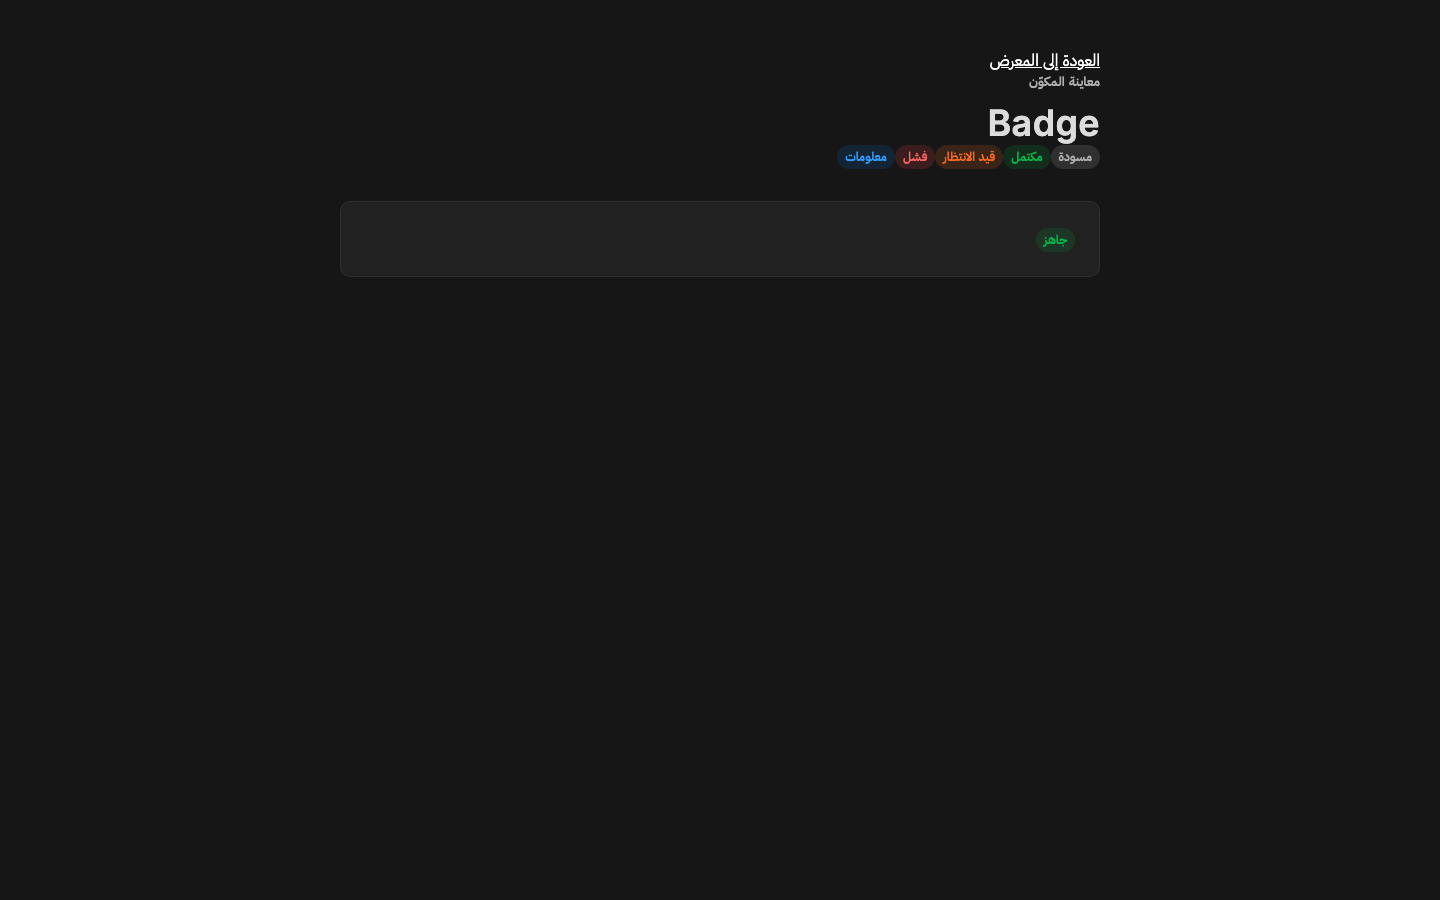 العودة إلى المعرض
معاينة المكوّن
Badge
مسودة مكتمل قيد الانتظار فشل معلومات
جاهز